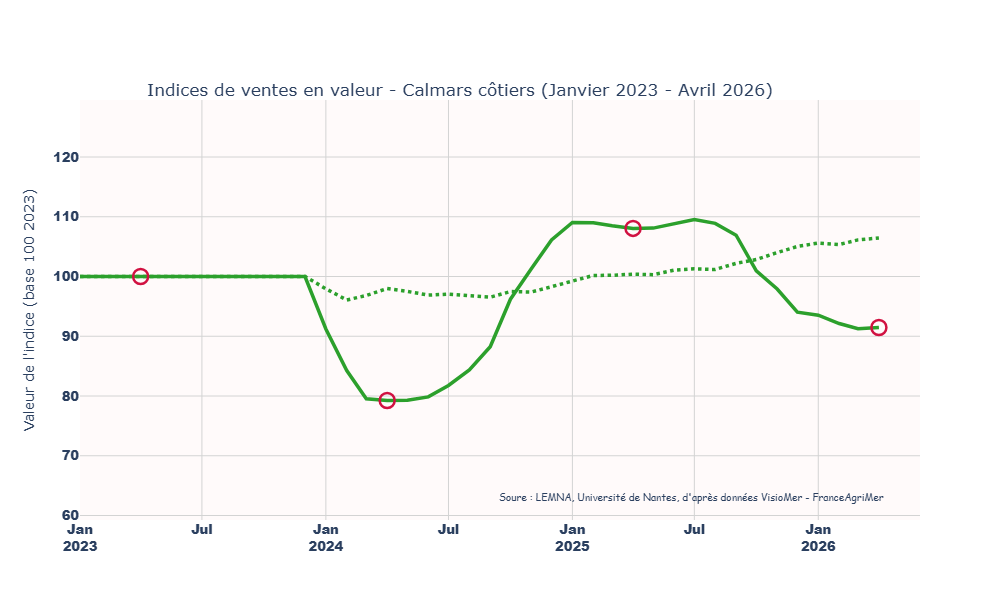 Indices de ventes en valeur - Calmars côtiers (Janvier 2023 - Avril 2026)
Valeur de l'indice (base 100 2023)
120
110
100
90
80
70
60
Soure : LEMNA, Université de Nantes, d'après données VisioMer - FranceAgriMer
Jan Jul Jan Jul Jan Jul Jan
2023 2024 2025 2026